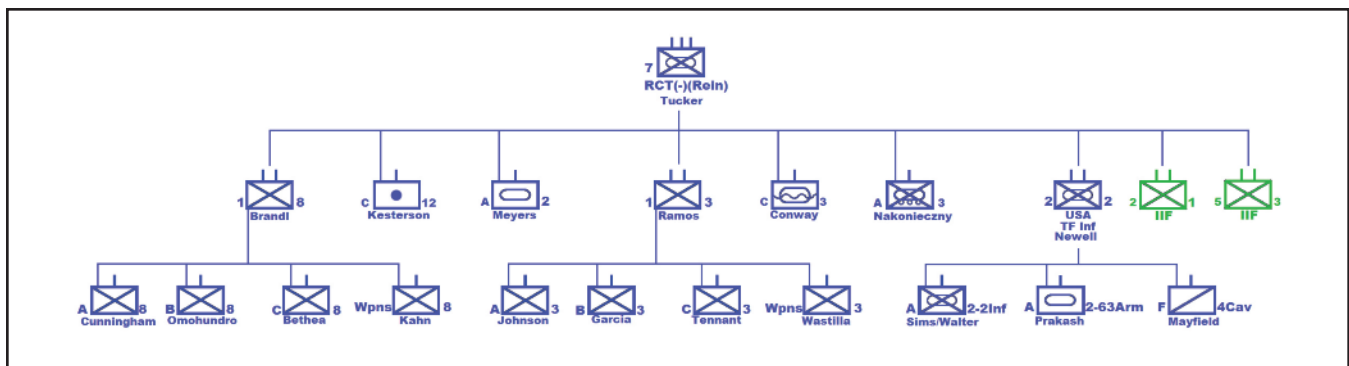 7
RCT(-)(Rein)
Tucker
1 8
Brandl
C 12
Kesterson
A 2
Meyers
1 3
Ramos
C 3
Conway
A 3
Nakonieczny
2 2
USA
TF Inf
Newell
2 1
IIF
5 3
IIF
A 8
Cunningham
B 8
Omohundro
C 8
Bethea
Wpns 8
Kahn
A 3
Johnson
B 3
Garcia
C 3
Tennant
Wpns 3
Wastilla
A 2-2Inf
Sims/Walter
A 2-63Arm
Prakash
F 4Cav
Mayfield